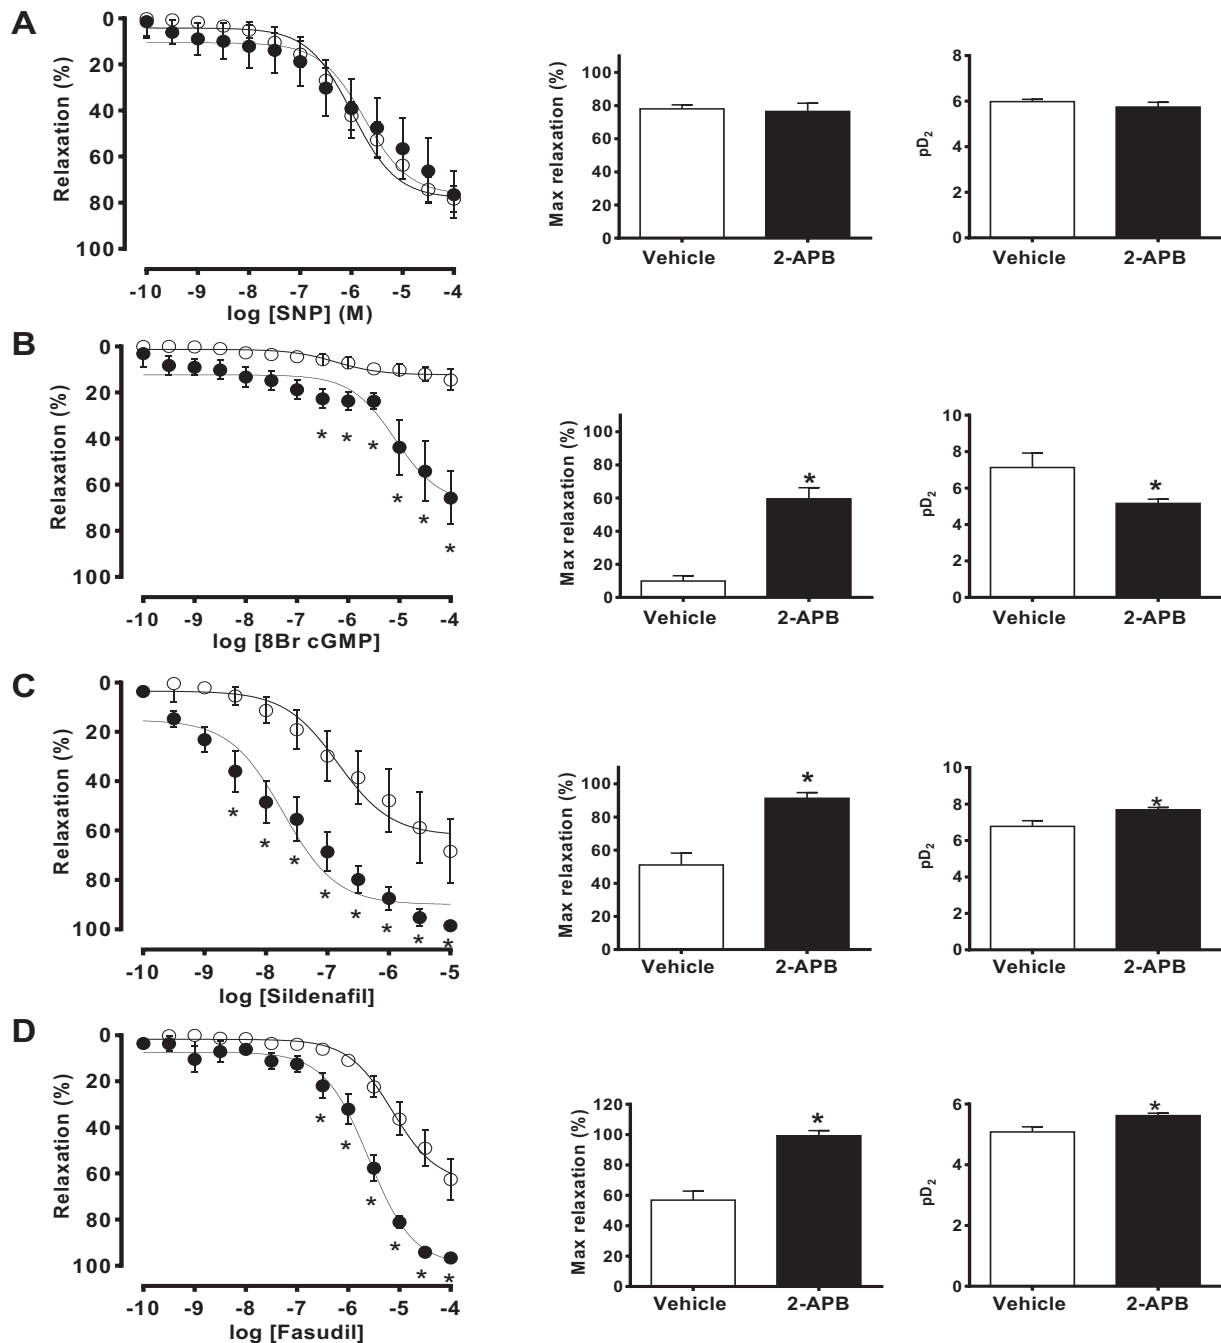 A
0
20
40
60
80
100
Relaxation (%)
-10 -9 -8 -7 -6 -5 -4
log [SNP] (M)
100
80
60
40
20
0
Max relaxation (%)
Vehicle 2-APB
8
6
4
2
0
pD2
Vehicle 2-APB
B
0
20
40
60
80
100
Relaxation (%)
* * * * * *
-10 -9 -8 -7 -6 -5 -4
log [8Br cGMP]
100
80
60
40
20
0
Max relaxation (%)
*
Vehicle 2-APB
10
8
6
4
2
0
pD2
*
Vehicle 2-APB
C
0
20
40
60
80
100
Relaxation (%)
* * * * * * * *
-10 -9 -8 -7 -6 -5
log [Sildenafil]
100
80
60
40
20
0
Max relaxation (%)
*
Vehicle 2-APB
10
8
6
4
2
0
pD2
*
Vehicle 2-APB
D
0
20
40
60
80
100
Relaxation (%)
* * * * * *
-10 -9 -8 -7 -6 -5 -4
log [Fasudil]
120
100
80
60
40
20
0
Max relaxation (%)
*
Vehicle 2-APB
6
4
2
0
pD2
*
Vehicle 2-APB